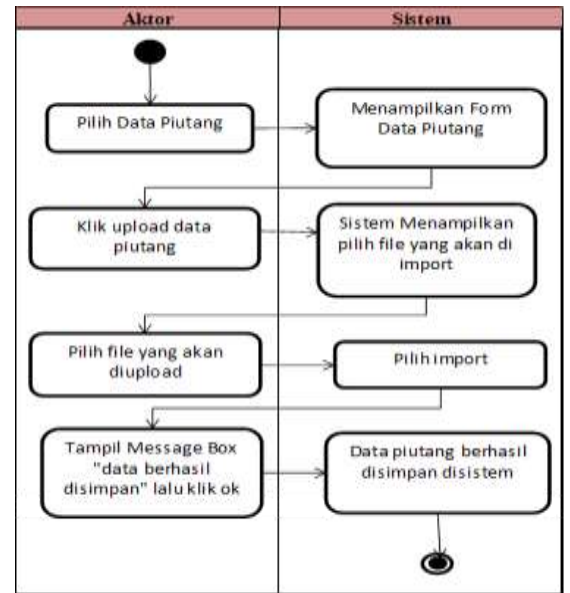 Aktor
Sistem
Pilih Data Piutang
Menampilkan Form
Data Piutang
Klik upload data
piutang
Sistem Menampilkan
pilih file yang akan di
import
Pilih file yang akan
diupload
Pilih import
Tampil Message Box
"data berhasil
disimpan" lalu klik ok
Data piutang berhasil
disimpan disistem